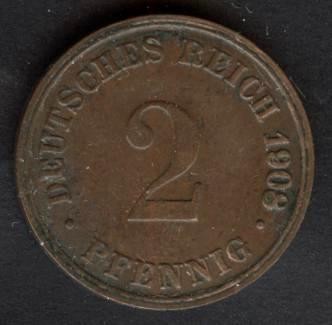 DEUTSCHES REICH 1908
2
· PFENNIG ·